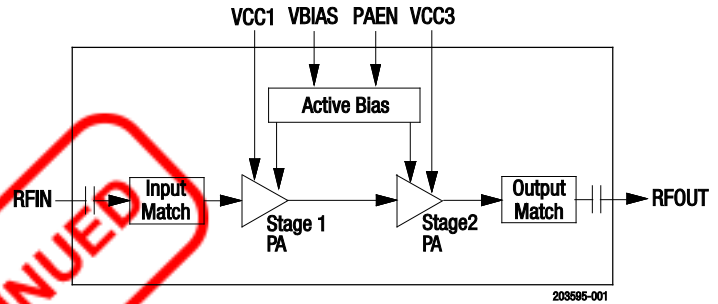 VCC1 VBIAS PAEN VCC3
Active Bias
RFIN
Input
Match
Stage 1
PA
Stage2
PA
Output
Match
RFOUT
NUED
203595-001